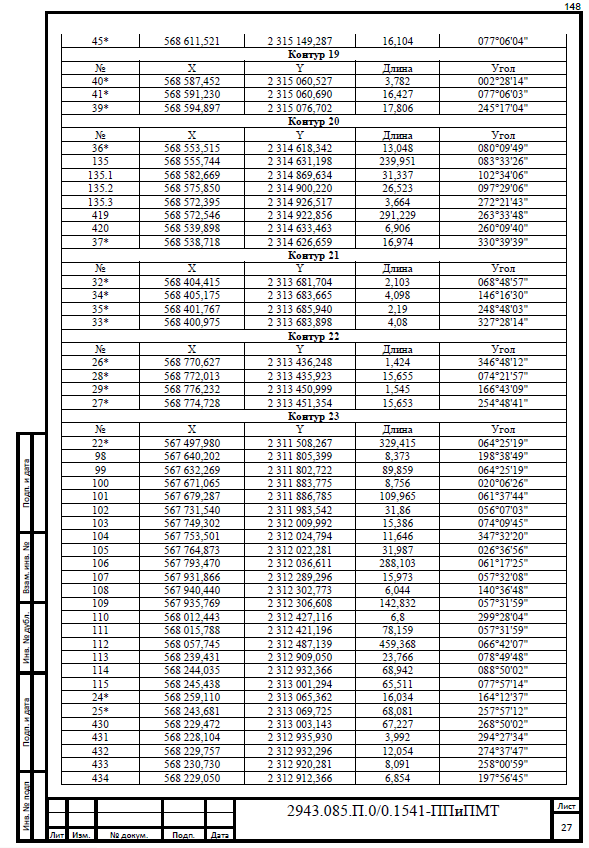 148
45* 568 611,521 2 315 149,287 16,104 077°06'04"
Контур 19
№ X Y Длина Угол
40* 568 587,452 2 315 060,527 3,782 002°28'14"
41* 568 591,230 2 315 060,690 16,427 077°06'03"
39* 568 594,897 2 315 076,702 17,806 245°17'04"
Контур 20
№ X Y Длина Угол
36* 568 553,515 2 314 618,342 13,048 080°09'49"
135 568 555,744 2 314 631,198 239,951 083°33'26"
135.1 568 582,669 2 314 869,634 31,337 102°34'06"
135.2 568 575,850 2 314 900,220 26,523 097°29'06"
135.3 568 572,395 2 314 926,517 3,664 272°21'43"
419 568 572,546 2 314 922,856 291,229 263°33'48"
420 568 539,898 2 314 633,463 6,906 260°09'40"
37* 568 538,718 2 314 626,659 16,974 330°39'39"
Контур 21
№ X Y Длина Угол
32* 568 404,415 2 313 681,704 2,103 068°48'57"
34* 568 405,175 2 313 683,665 4,098 146°16'30"
35* 568 401,767 2 313 685,940 2,19 248°48'03"
33* 568 400,975 2 313 683,898 4,08 327°28'14"
Контур 22
№ X Y Длина Угол
26* 568 770,627 2 313 436,248 1,424 346°48'12"
28* 568 772,013 2 313 435,923 15,655 074°21'57"
29* 568 776,232 2 313 450,999 1,545 166°43'09"
27* 568 774,728 2 313 451,354 15,653 254°48'41"
Контур 23
№ X Y Длина Угол
22* 567 497,980 2 311 508,267 329,415 064°25'19"
98 567 640,202 2 311 805,399 8,373 198°38'49"
99 567 632,269 2 311 802,722 89,859 064°25'19"
100 567 671,065 2 311 883,775 8,756 020°06'26"
101 567 679,287 2 311 886,785 109,965 061°37'44"
102 567 731,540 2 311 983,542 31,86 056°07'03"
103 567 749,302 2 312 009,992 15,386 074°09'45"
104 567 753,501 2 312 024,794 11,646 347°32'20"
105 567 764,873 2 312 022,281 31,987 026°36'56"
106 567 793,470 2 312 036,611 288,103 061°17'25"
107 567 931,866 2 312 289,296 15,973 057°32'08"
108 567 940,440 2 312 302,773 6,044 140°36'48"
109 567 935,769 2 312 306,608 142,832 057°31'59"
110 568 012,443 2 312 427,116 6,8 299°28'04"
111 568 015,788 2 312 421,196 78,159 057°31'59"
112 568 057,745 2 312 487,139 459,368 066°42'07"
113 568 239,431 2 312 909,050 23,766 078°49'48"
114 568 244,035 2 312 932,366 68,942 088°50'02"
115 568 245,438 2 313 001,294 65,511 077°57'14"
24* 568 259,110 2 313 065,362 16,034 164°12'37"
25* 568 243,681 2 313 069,725 68,081 257°57'12"
430 568 229,472 2 313 003,143 67,227 268°50'02"
431 568 228,104 2 312 935,930 3,992 294°27'34"
432 568 229,757 2 312 932,296 12,054 274°37'47"
433 568 230,730 2 312 920,281 8,091 258°00'59"
434 568 229,050 2 312 912,366 6,854 197°56'45"
Подп. и дата
Взам. инв. №
Инв. № дубл.
Подп. и дата
Инв. № подп
2943.085.П.0/0.1541-ППиПМТ
Лист
27
Лит Изм. № докум. Подп. Дата